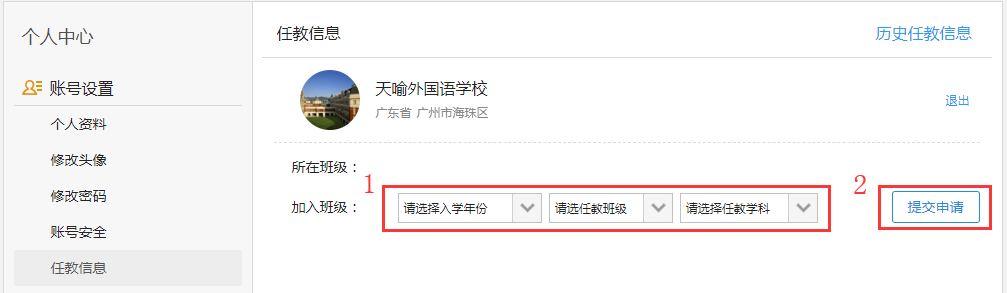 个人中心
账号设置
个人资料
修改头像
修改密码
账号安全
任教信息
任教信息
历史任教信息
天喻外国语学校
广东省 广州市海珠区
退出
所在班级：
1
2
加入班级：
请选择入学年份
请选任教班级
请选择任教学科
提交申请